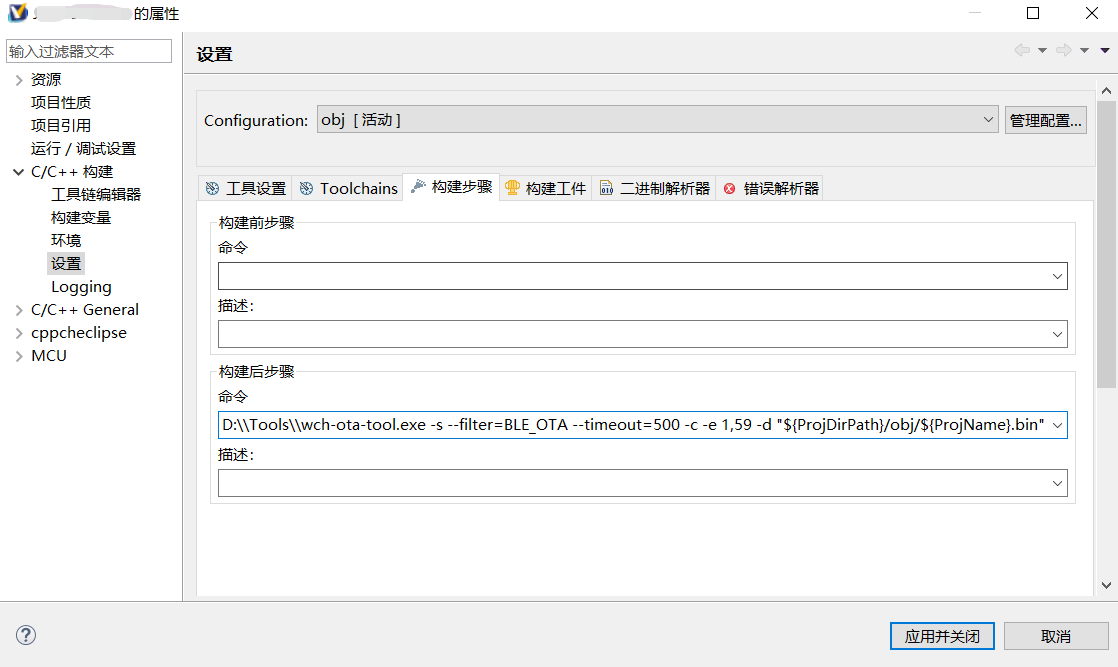 的属性
输入过滤器文本
资源
项目性质
项目引用
运行 / 调试设置
C/C++ 构建
工具链编辑器
构建变量
环境
设置
Logging
C/C++ General
cppcheclipse
MCU
设置
Configuration: obj [ 活动 ] 管理配置...
工具设置 Toolchains 构建步骤 构建工件 二进制解析器 错误解析器
构建前步骤
命令
描述:
构建后步骤
命令
D:\\Tools\\wch-ota-tool.exe -s --filter=BLE_OTA --timeout=500 -c -e 1,59 -d "${ProjDirPath}/obj/${ProjName}.bin"
描述:
应用并关闭 取消